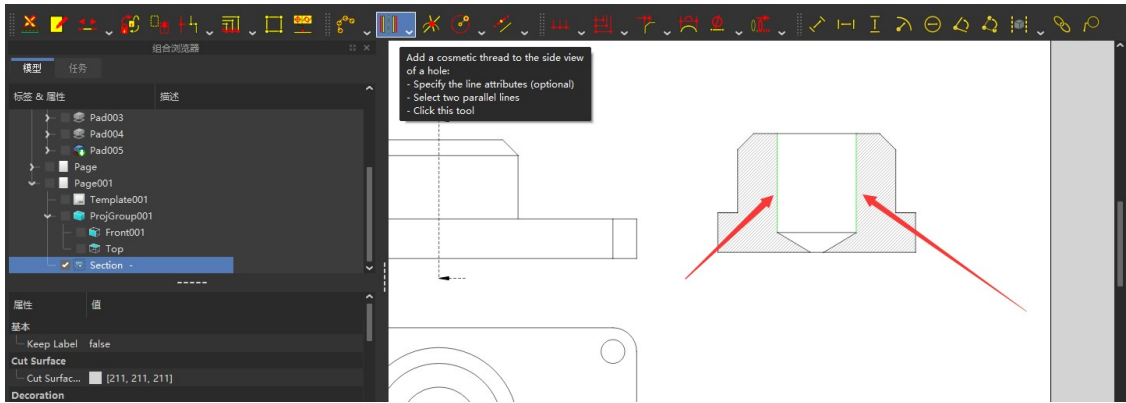 组合浏览器
模型 任务
标签 & 属性 描述
Pad003
Pad004
Pad005
Page
Page001
Template001
ProjGroup001
Front001
Top
Section -
属性 值
基本
Keep Label false
Cut Surface
Cut Surfac... [211, 211, 211]
Decoration
Add a cosmetic thread to the side view
of a hole:
- Specify the line attributes (optional)
- Select two parallel lines
- Click this tool